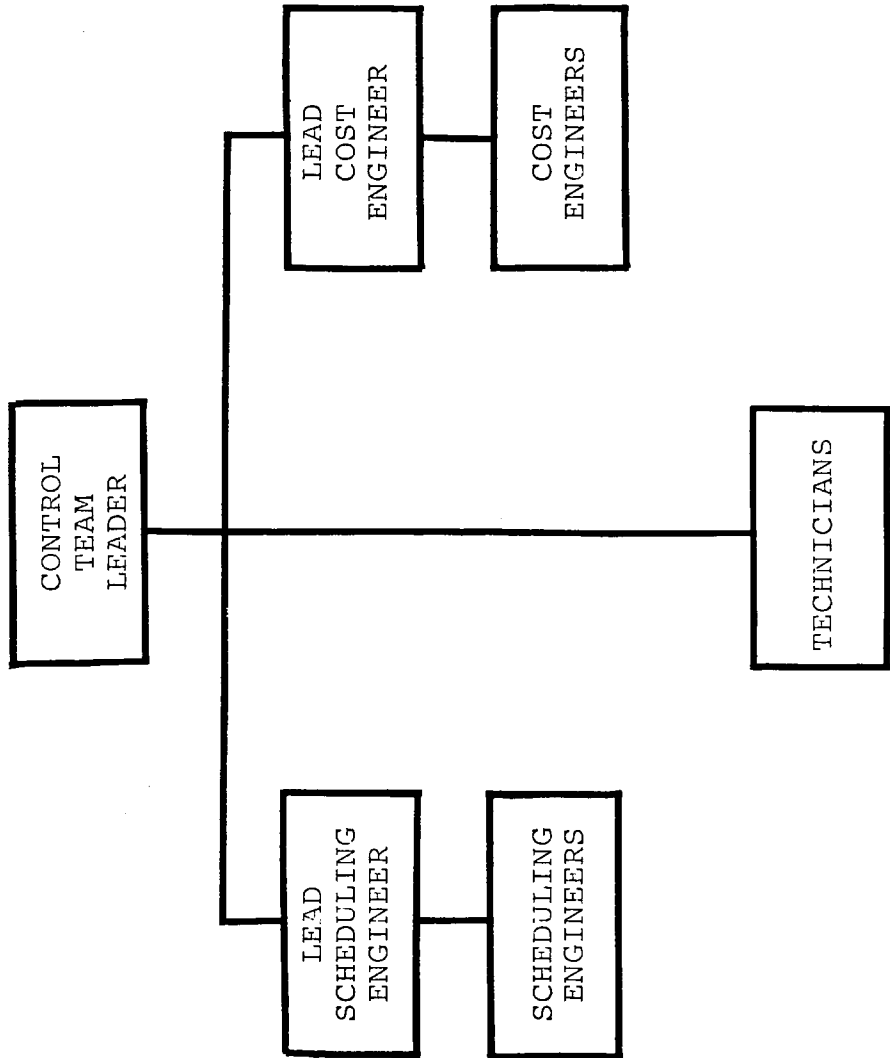 CONTROL
TEAM
LEADER
LEAD
SCHEDULING
ENGINEER
LEAD
COST
ENGINEER
SCHEDULING
ENGINEERS
COST
ENGINEERS
TECHNICIANS